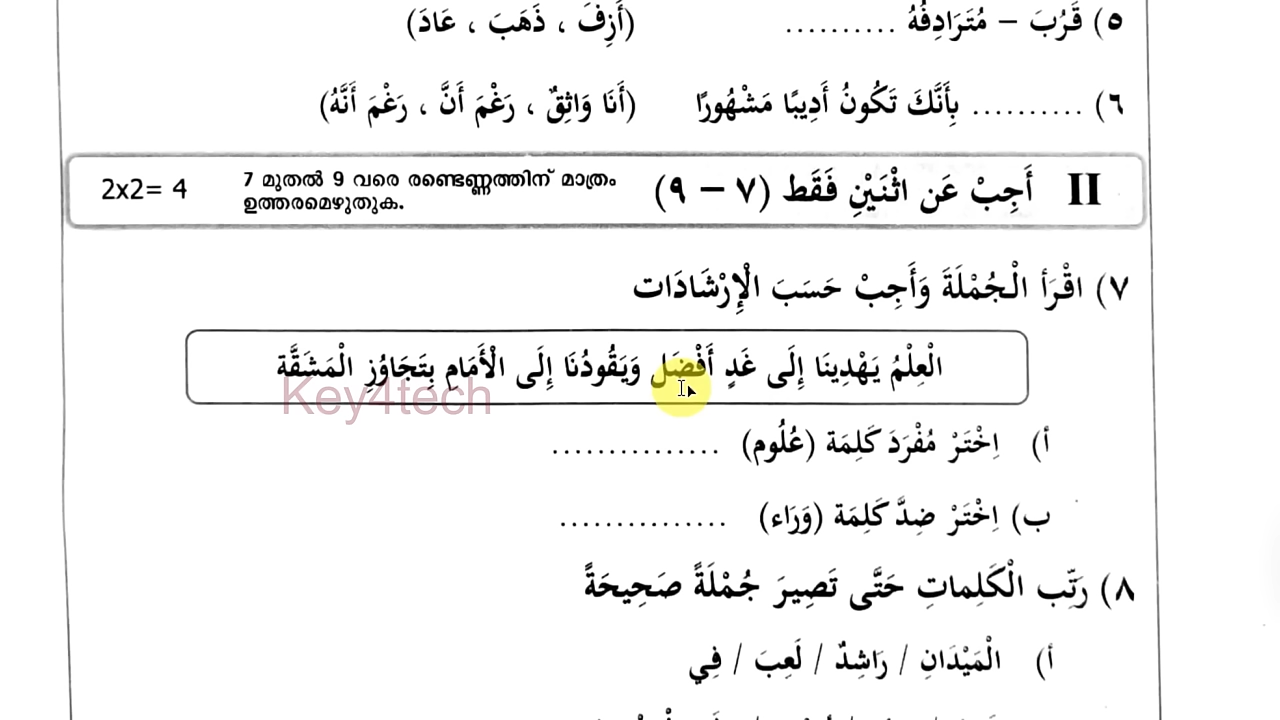 ٥) قَرُبَ – مُتَرَادِفُهُ .......... (أَزِفَ ، ذَهَبَ ، عَادَ)
٦) .......... بِأَنَّكَ تَكُونُ أَدِيبًا مَشْهُورًا (أَنَا وَاثِقٌ ، رَغْمَ أَنَّ ، رَغْمَ أَنَّهُ)
II أَجِبْ عَن اثْنَيْنِ فَقَط (٧ – ٩) 7 മുതൽ 9 വരെ രണ്ടെണ്ണത്തിന് മാത്രം 2x2= 4
ഉത്തരമെഴുതുക.
٧) اقْرَأ الْجُمْلَةَ وَأَجِبْ حَسَبَ الْإِرْشَادَات
الْعِلْمُ يَهْدِينَا إِلَى غَدٍ أَفْضَل وَيَقُودُنَا إِلَى الْأَمَامِ بِتَجَاوُزِ الْمَشَقَّة
Key4tech
أ) اِخْتَرْ مُفْرَدَ كَلِمَة (عُلُوم) ...............
ب) اِخْتَرْ ضِدَّ كَلِمَة (وَرَاء) ...............
٨) رَتِّب الْكَلِماتِ حَتَّى تَصِيرَ جُمْلَةً صَحِيحَةً
أ) الْمَيْدَانِ / رَاشِدٌ / لَعِبَ / فِي